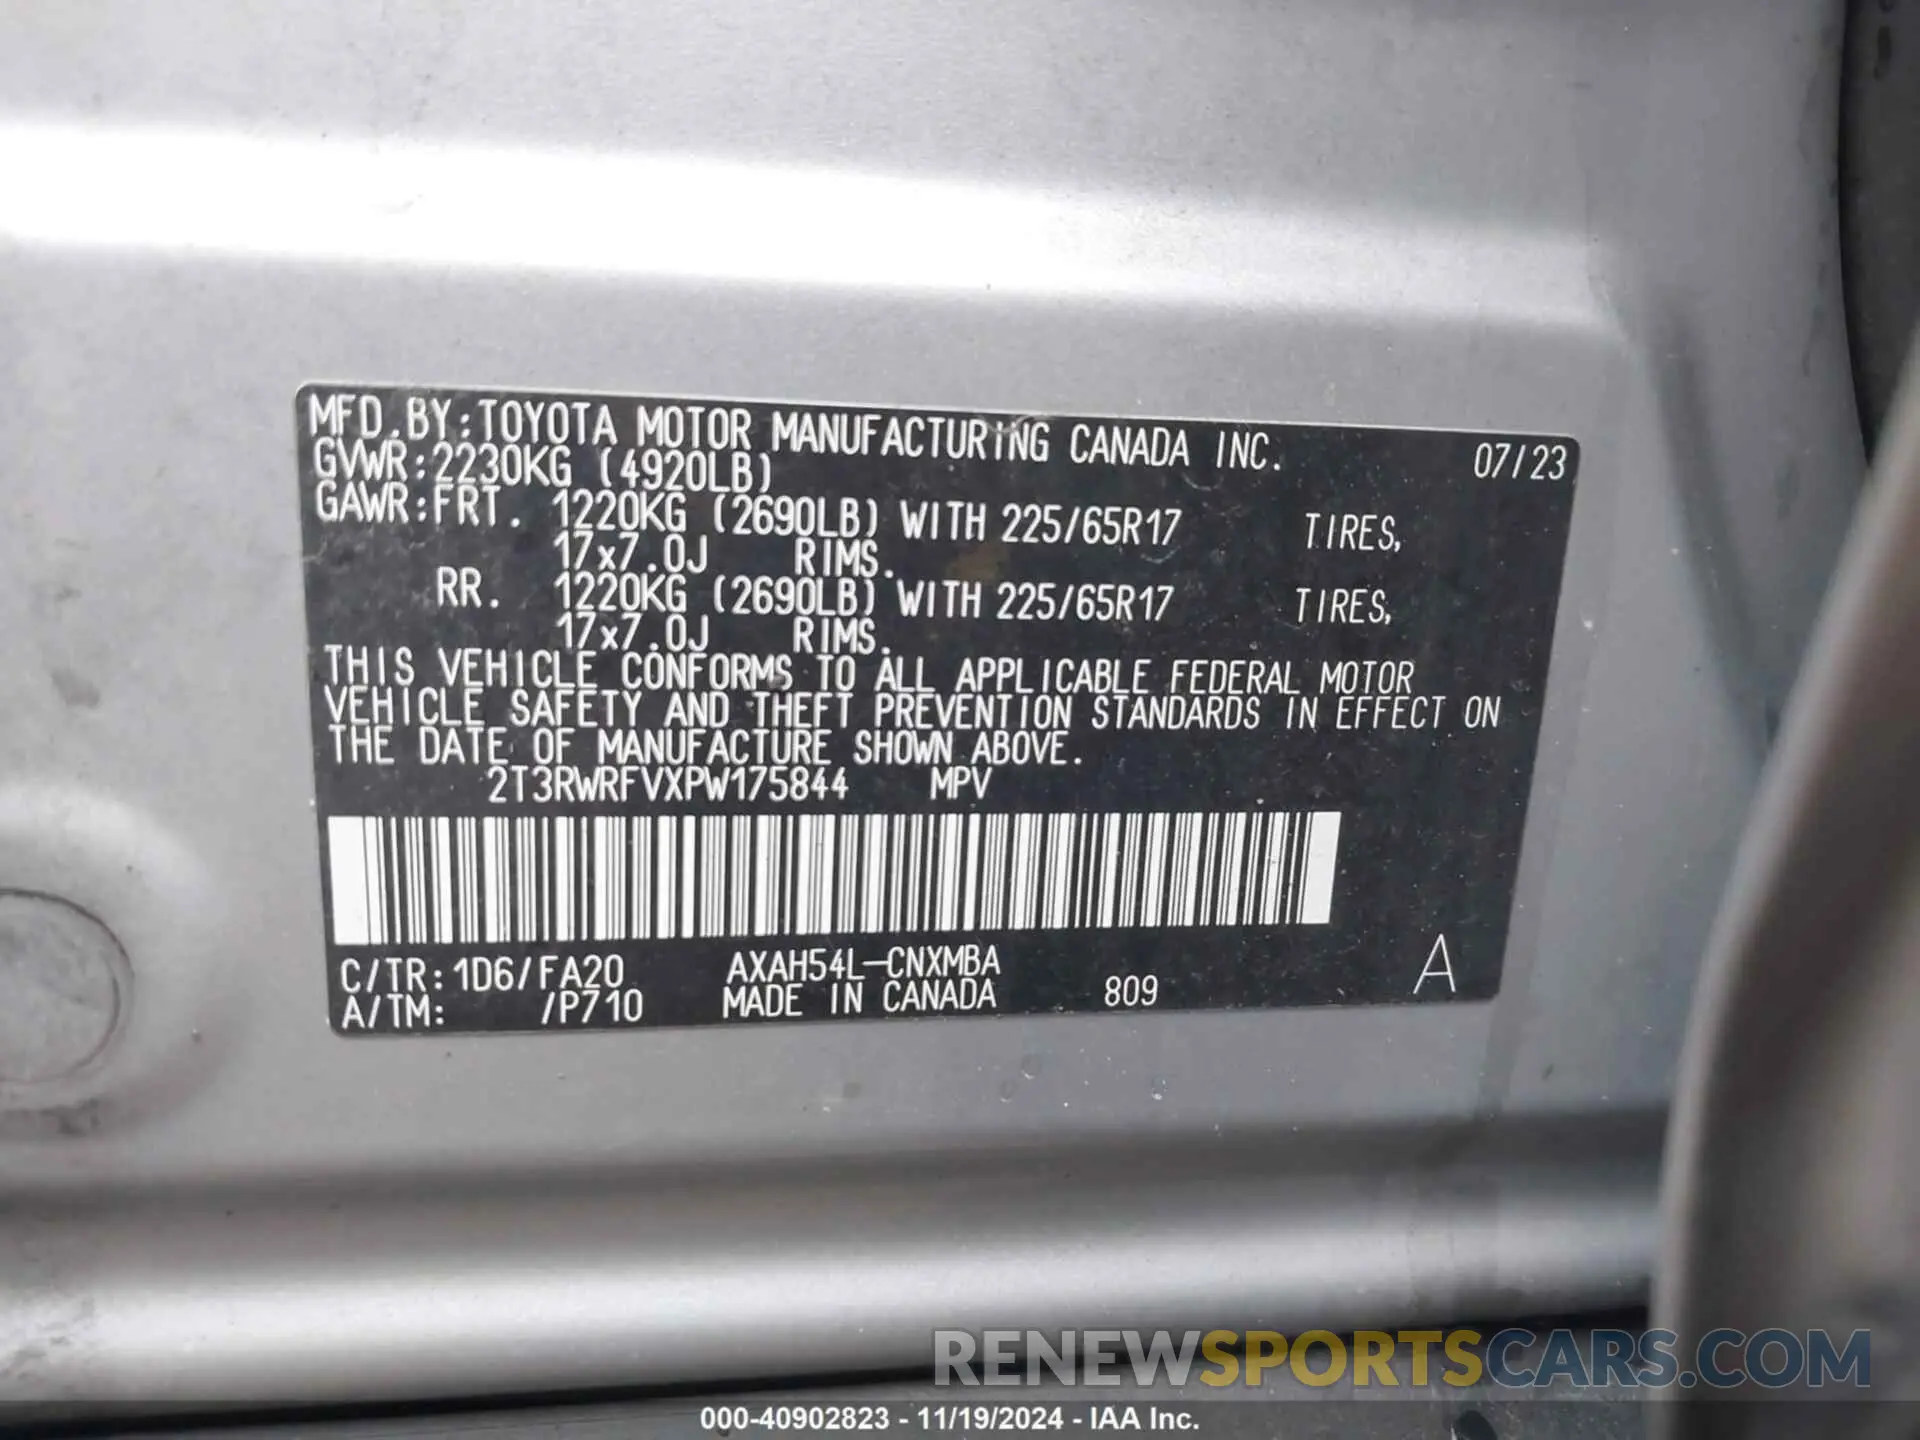 MFD.BY:TOYOTA MOTOR MANUFACTURING CANADA INC. 07/23
GVWR:2230KG (4920LB)
GAWR:FRT. 1220KG (2690LB) WITH 225/65R17 TIRES,
17x7.0J RIMS.
RR. 1220KG (2690LB) WITH 225/65R17 TIRES,
17x7.0J RIMS.
THIS VEHICLE CONFORMS TO ALL APPLICABLE FEDERAL MOTOR
VEHICLE SAFETY AND THEFT PREVENTION STANDARDS IN EFFECT ON
THE DATE OF MANUFACTURE SHOWN ABOVE.
2T3RWRFVXPW175844 MPV
C/TR:1D6/FA20 AXAH54L-CNXMBA
A/TM: /P710 MADE IN CANADA 809 A
RENEWSPORTSCARS.COM
000-40902823 - 11/19/2024 - IAA Inc.